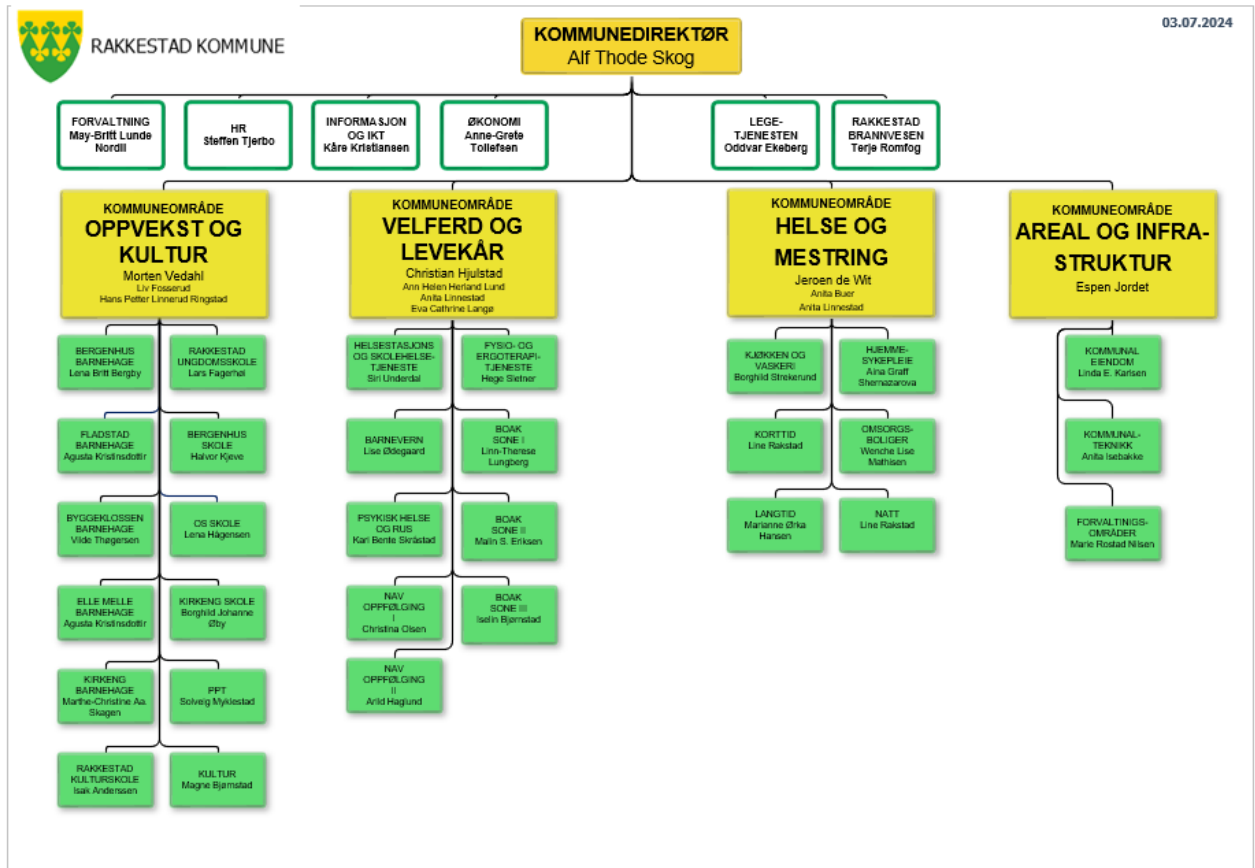 RAKKESTAD KOMMUNE
03.07.2024
KOMMUNEDIREKTØR
Alf Thode Skog
FORVALTNING
May-Britt Lunde
Nordli
HR
Steffen Tjerbo
INFORMASJON
OG IKT
Kåre Kristiansen
ØKONOMI
Anne-Grete
Tollefsen
LEGE-
TJENESTEN
Oddvar Ekeberg
RAKKESTAD
BRANNVESEN
Terje Romfog
KOMMUNEOMRÅDE
OPPVEKST OG
KULTUR
Morten Vedahl
Liv Fosserud
Hans Petter Linnerud Ringstad
KOMMUNEOMRÅDE
VELFERD OG
LEVEKÅR
Christian Hjulstad
Ann Helen Herland Lund
Anita Linnestad
Eva Cathrine Langø
KOMMUNEOMRÅDE
HELSE OG
MESTRING
Jeroen de Wit
Anita Buer
Anita Linnestad
KOMMUNEOMRÅDE
AREAL OG INFRA-
STRUKTUR
Espen Jordet
BERGENHUS
BARNEHAGE
Lena Britt Bergby
RAKKESTAD
UNGDOMSSKOLE
Lars Fagerhøi
FLADSTAD
BARNEHAGE
Agusta Kristinsdottir
BERGENHUS
SKOLE
Halvor Kjeve
BYGGEKLOSSEN
BARNEHAGE
Vilde Thøgersen
OS SKOLE
Lena Hågensen
ELLE MELLE
BARNEHAGE
Agusta Kristinsdottir
KIRKENG SKOLE
Borghild Johanne
Øby
KIRKENG
BARNEHAGE
Marthe-Christine Aa.
Skagen
PPT
Solveig Myklestad
RAKKESTAD
KULTURSKOLE
Isak Anderssen
KULTUR
Magne Bjørnstad
HELSESTASJONS
OG SKOLEHELSE-
TJENESTE
Siri Underdal
FYSIO- OG
ERGOTERAPI-
TJENESTE
Hege Sletner
BARNEVERN
Lise Ødegaard
BOAK
SONE I
Linn-Therese
Lungberg
PSYKISK HELSE
OG RUS
Kari Bente Skråstad
BOAK
SONE II
Malin S. Eriksen
NAV
OPPFØLGING
I
Christina Olsen
BOAK
SONE III
Iselin Bjørnstad
NAV
OPPFØLGING
II
Arild Haglund
KJØKKEN OG
VASKERI
Borghild Strekerund
HJEMME-
SYKEPLEIE
Aina Graff
Shernazarova
KORTTID
Line Rakstad
OMSORGS-
BOLIGER
Wenche Lise
Mathisen
LANGTID
Marianne Ørka
Hansen
NATT
Line Rakstad
KOMMUNAL
EIENDOM
Linda E. Karlsen
KOMMUNAL-
TEKNIKK
Anita Isebakke
FORVALTINIGS-
OMRÅDER
Marie Rostad Nilsen